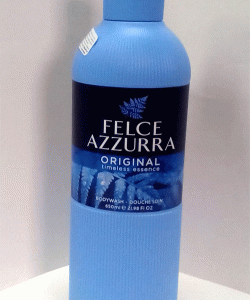 FELCE
AZZURRA
ORIGINAL
timeless essence
BODYWASH - DOUCHE SOIN
650ml ℮ 21.98 FL OZ